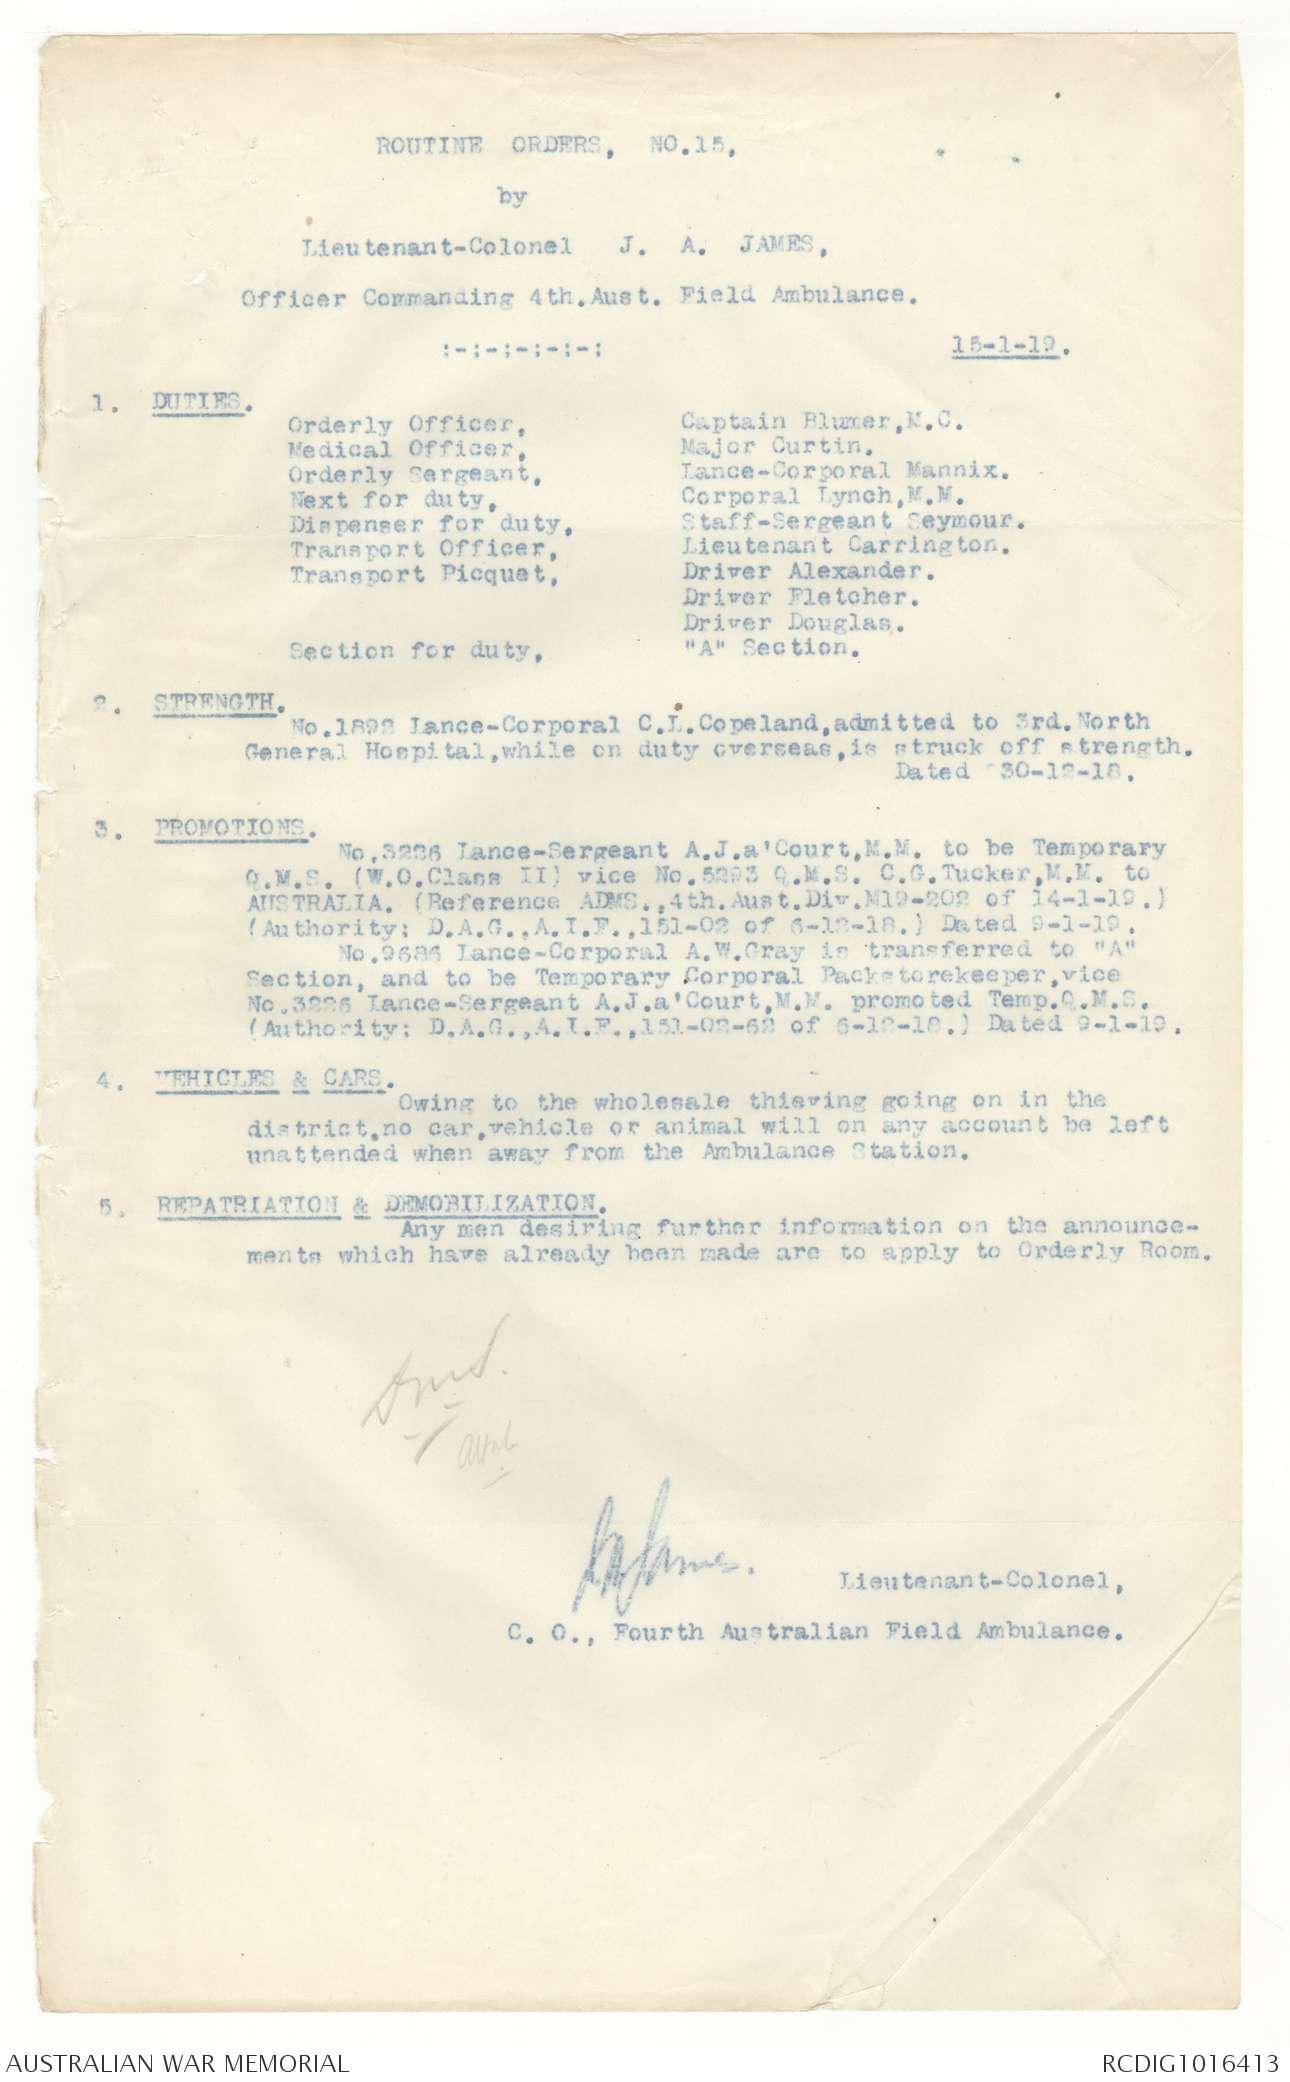 ROUTINE ORDERS, NO.15,
by
Lieutenant-Colonel J. A. JAMES,
Officer Commanding 4th.Aust. Field Ambulance.
:-:-:-:-:-:
15-1-19.
1. DUTIES.
Orderly Officer, Captain Blumer,M.C.
Medical Officer, Major Curtin.
Orderly Sergeant, Lance-Corporal Mannix.
Next for duty, Corporal Lynch,M.M.
Dispenser for duty, Staff-Sergeant Seymour.
Transport Officer, Lieutenant Carrington.
Transport Picquet, Driver Alexander.
Driver Fletcher.
Driver Douglas.
Section for duty, "A" Section.
2. STRENGTH.
No.1892 Lance-Corporal C.L.Copeland,admitted to 3rd.North
General Hospital,while on duty overseas,is struck off strength.
Dated 30-12-18.
3. PROMOTIONS.
No.3226 Lance-Sergeant A.J.a'Court,M.M. to be Temporary
Q.M.S. (W.O.Class II) vice No.5293 Q.M.S. C.G.Tucker,M.M. to
AUSTRALIA. (Reference ADMS.,4th.Aust.Div.M19-202 of 14-1-19.)
(Authority: D.A.G.,A.I.F.,151-02 of 6-12-18.) Dated 9-1-19.
No.9686 Lance-Corporal A.W.Gray is transferred to "A"
Section, and to be Temporary Corporal Packstorekeeper,vice
No.3226 Lance-Sergeant A.J.a'Court,M.M. promoted Temp.Q.M.S.
(Authority: D.A.G.,A.I.F.,151-02-62 of 6-12-18.) Dated 9-1-19.
4. VEHICLES & CARS.
Owing to the wholesale thieving going on in the
district,no car,vehicle or animal will on any account be left
unattended when away from the Ambulance Station.
5. REPATRIATION & DEMOBILIZATION.
Any men desiring further information on the announce-
ments which have already been made are to apply to Orderly Room.
James.
Lieutenant-Colonel,
C. O., Fourth Australian Field Ambulance.
AUSTRALIAN WAR MEMORIAL
RCDIG1016413